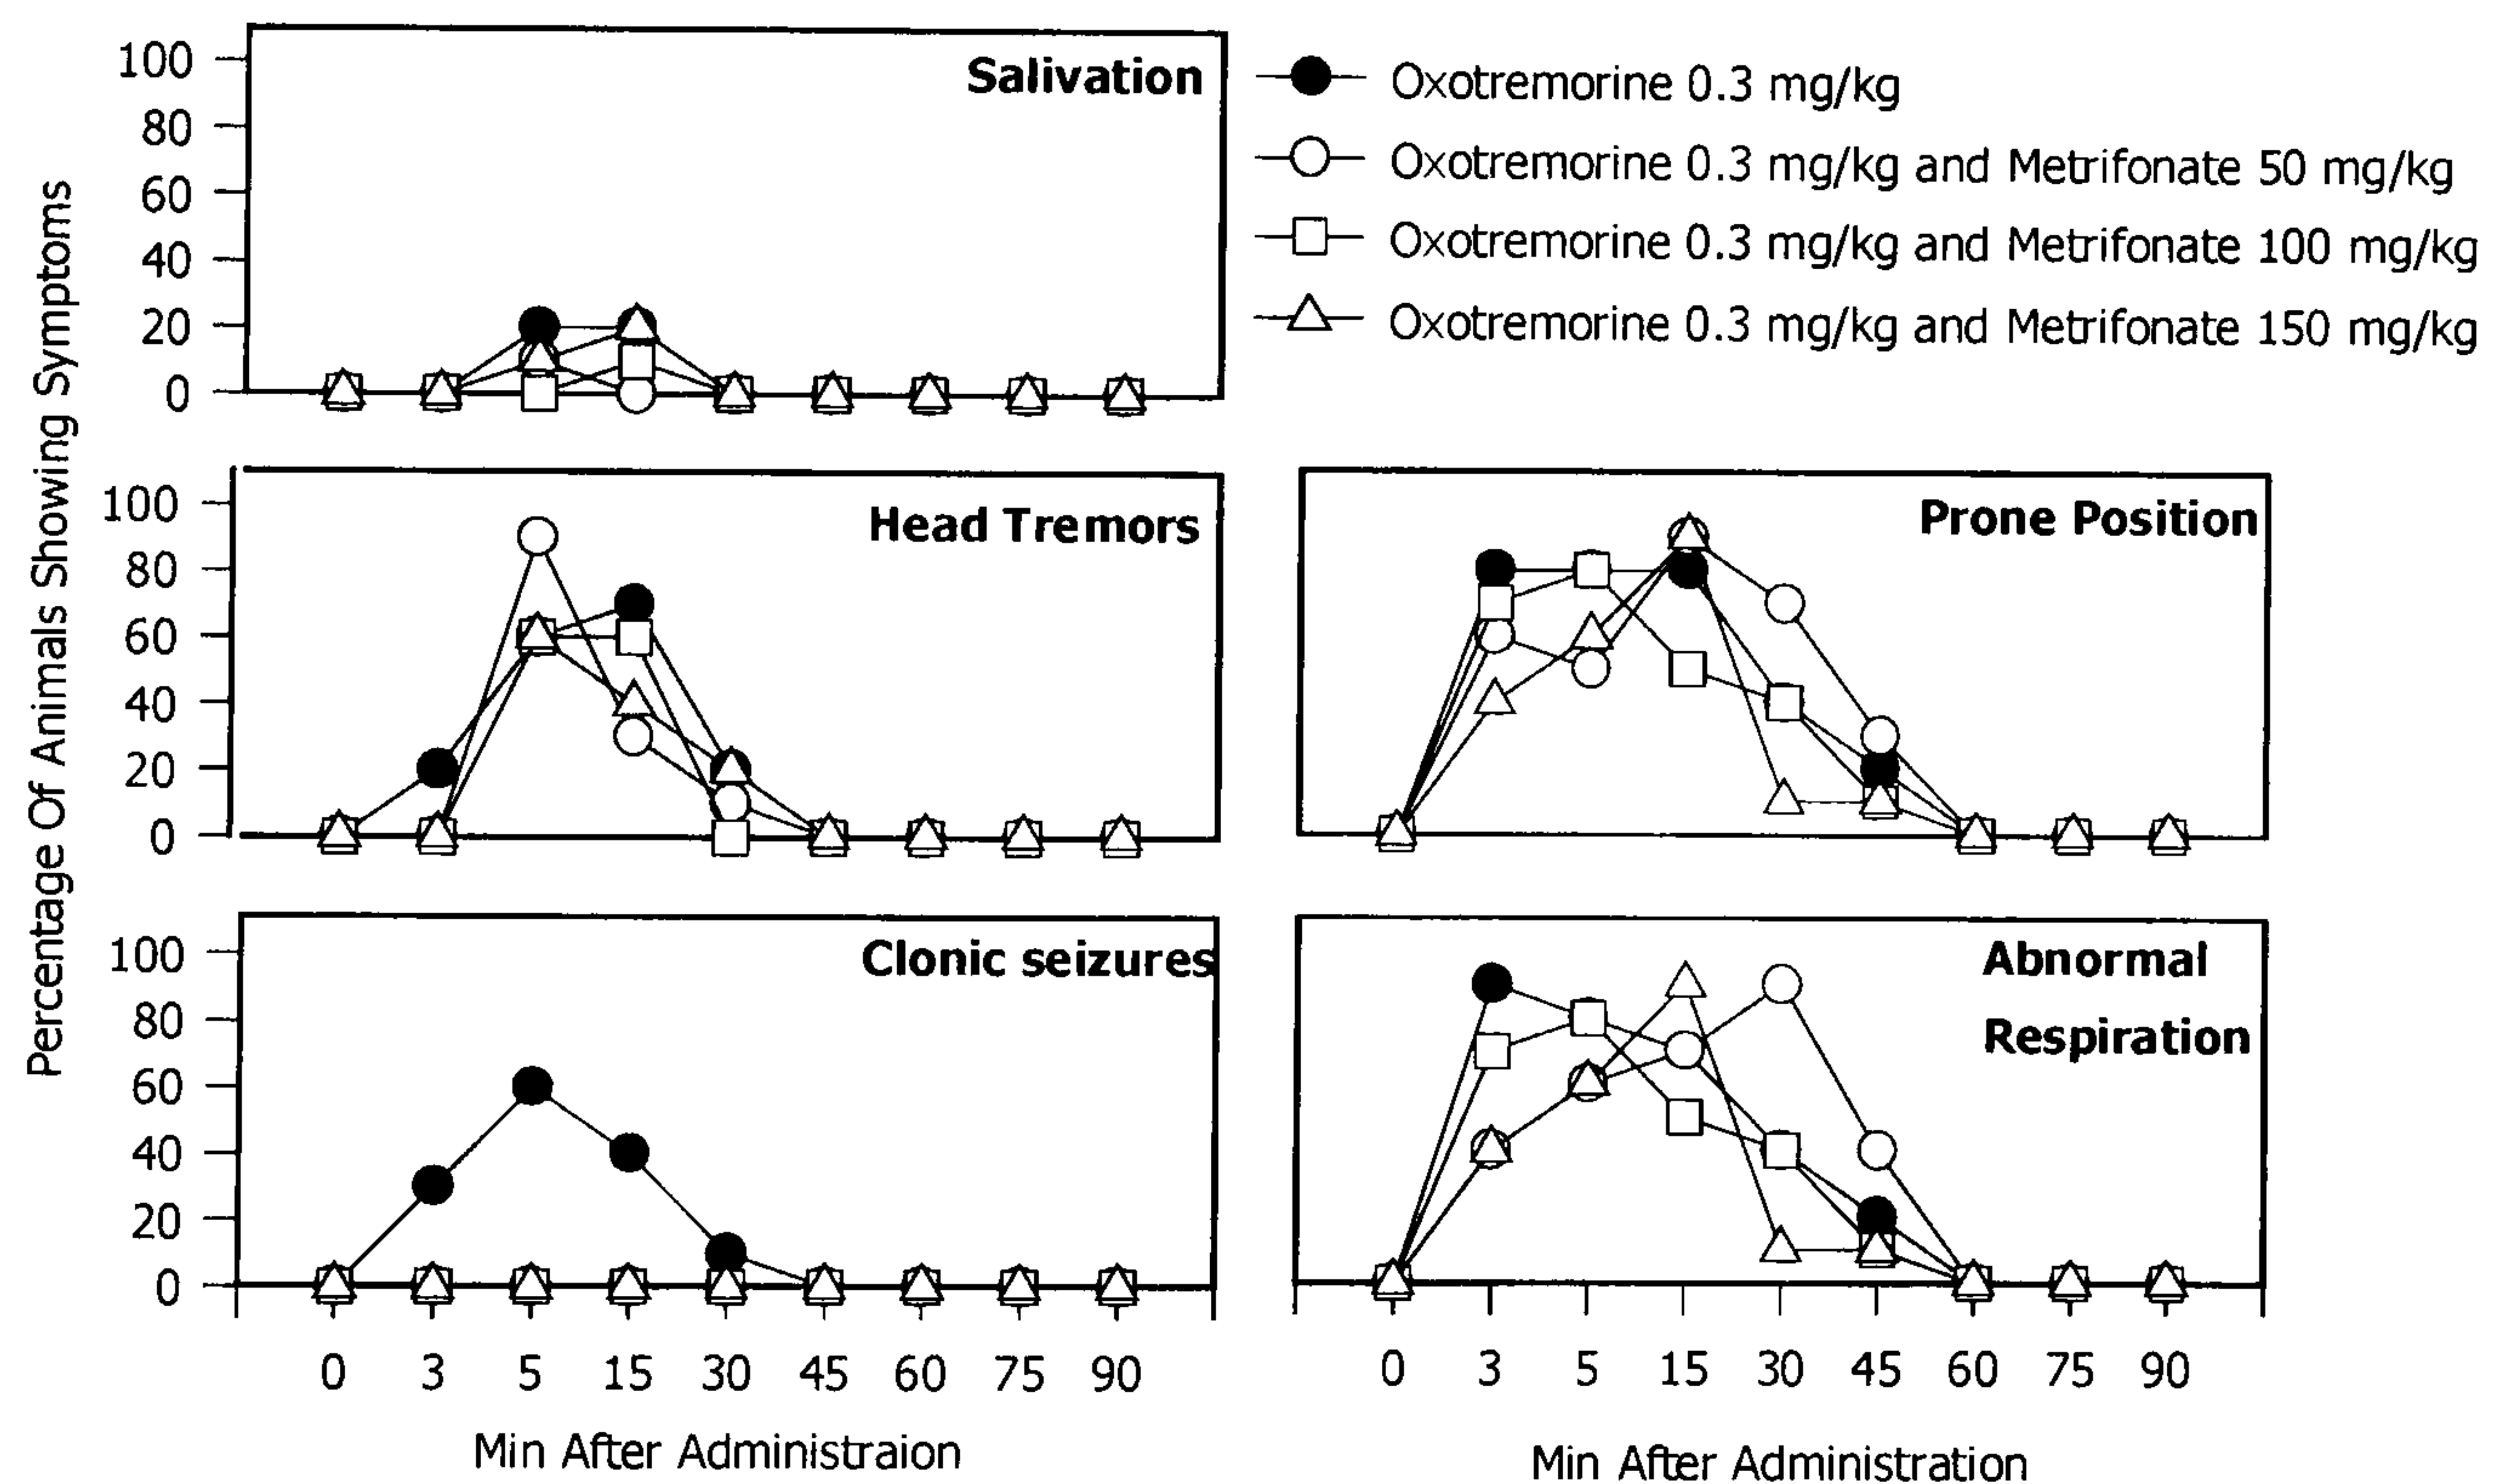 Percentage Of Animals Showing Symptoms
Salivation
100
80
60
40
20
0
Oxotremorine 0.3 mg/kg
Oxotremorine 0.3 mg/kg and Metrifonate 50 mg/kg
Oxotremorine 0.3 mg/kg and Metrifonate 100 mg/kg
Oxotremorine 0.3 mg/kg and Metrifonate 150 mg/kg
Head Tremors
100
80
60
40
20
0
Prone Position
Clonic seizures
100
80
60
40
20
0
0 3 5 15 30 45 60 75 90
Min After Administraion
Abnormal
Respiration
0 3 5 15 30 45 60 75 90
Min After Administration